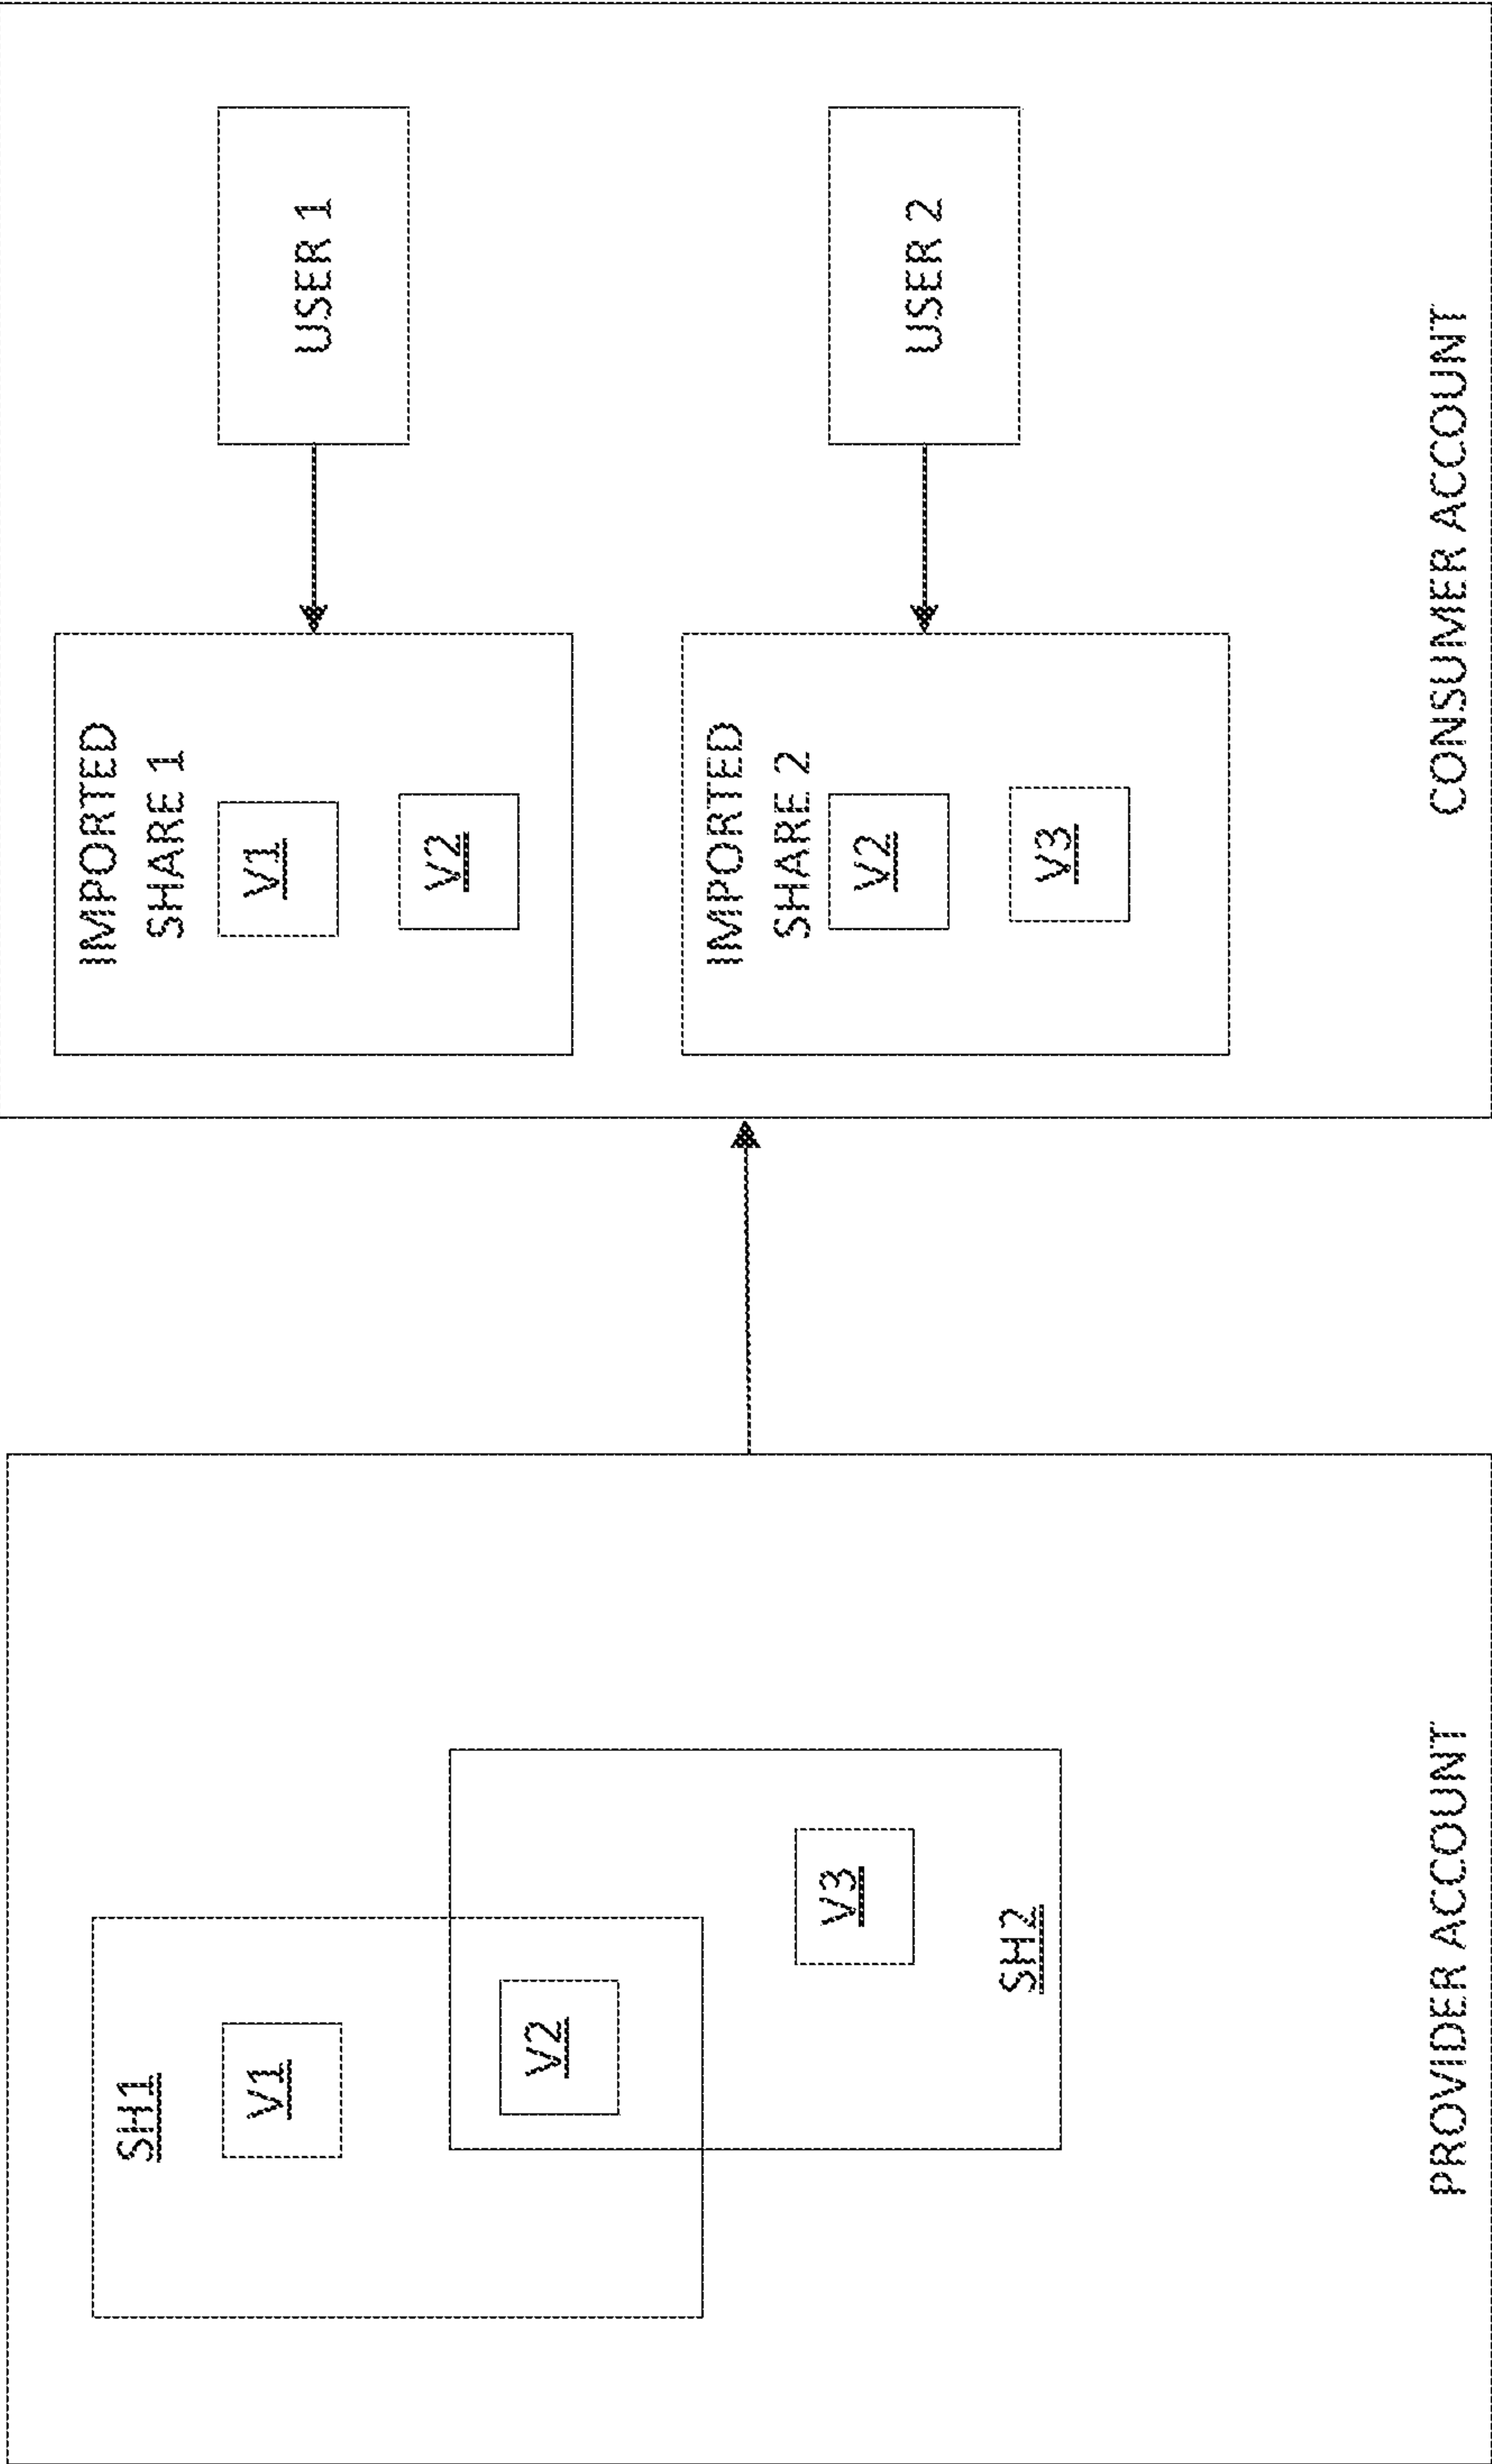 SH1
V1
V2
V3
SH2
PROVIDER ACCOUNT
IMPORTED
SHARE 1
V1
V2
IMPORTED
SHARE 2
V2
V3
USER 1
USER 2
CONSUMER ACCOUNT